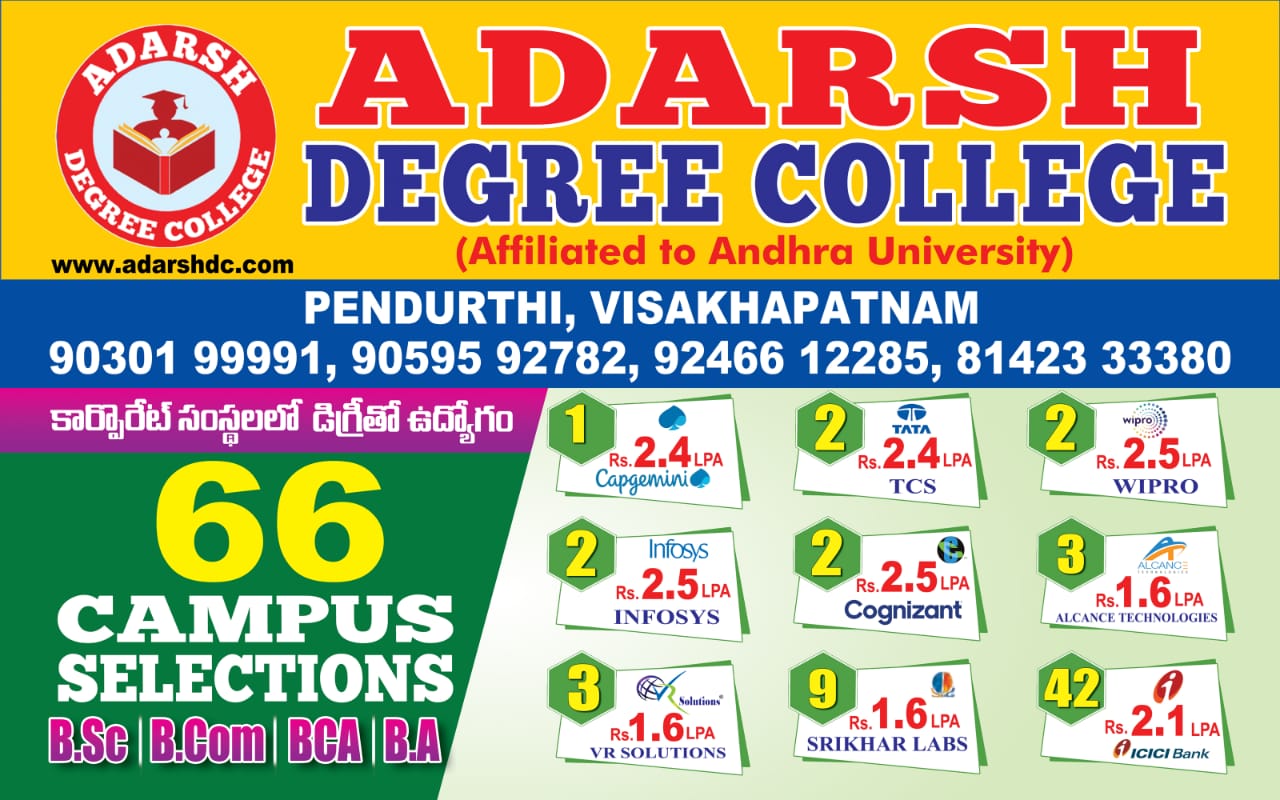 ADARSH
DEGREE COLLEGE
www.adarshdc.com
ADARSH
DEGREE COLLEGE
(Affiliated to Andhra University)
PENDURTHI, VISAKHAPATNAM
90301 99991, 90595 92782, 92466 12285, 81423 33380
కార్పొరేట్ సంస్థలలో డిగ్రీతో ఉద్యోగం
66
CAMPUS
SELECTIONS
B.Sc | B.Com | BCA | B.A
1
Rs. 2.4 LPA
Capgemini
2
TATA
Rs. 2.4 LPA
TCS
2
wipro
Rs. 2.5 LPA
WIPRO
2
Infosys
Rs. 2.5 LPA
INFOSYS
2
Rs. 2.5 LPA
Cognizant
3
ALCANCE
TECHNOLOGIES
Rs. 1.6 LPA
ALCANCE TECHNOLOGIES
3
VR Solutions
Rs. 1.6 LPA
VR SOLUTIONS
9
Rs. 1.6 LPA
SRIKHAR LABS
42
Rs. 2.1 LPA
ICICI Bank